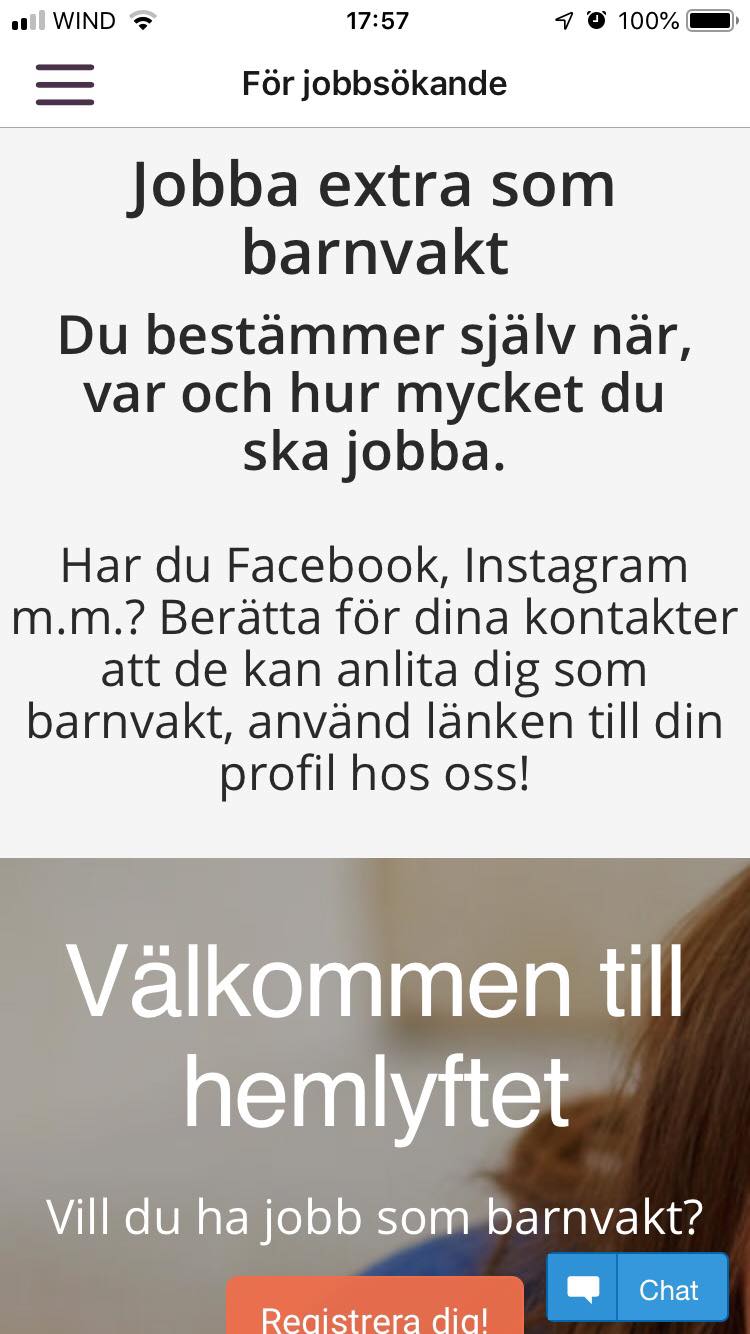 WIND 17:57 100%
För jobbsökande
Jobba extra som
barnvakt
Du bestämmer själv när,
var och hur mycket du
ska jobba.
Har du Facebook, Instagram
m.m.? Berätta för dina kontakter
att de kan anlita dig som
barnvakt, använd länken till din
profil hos oss!
Välkommen till
hemlyftet
Vill du ha jobb som barnvakt?
Chat
Registrera dig!